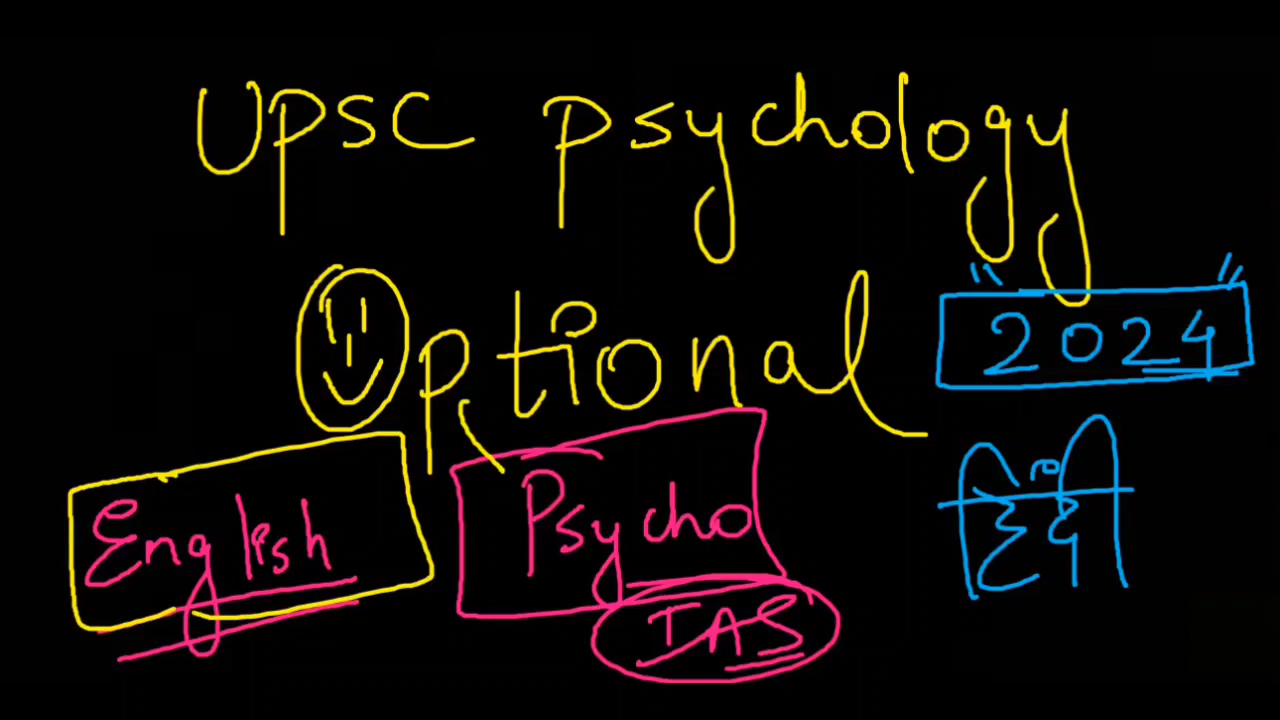 UPSC Psychology
Optional
2024
हिन्दी
English
Psycho
IAS